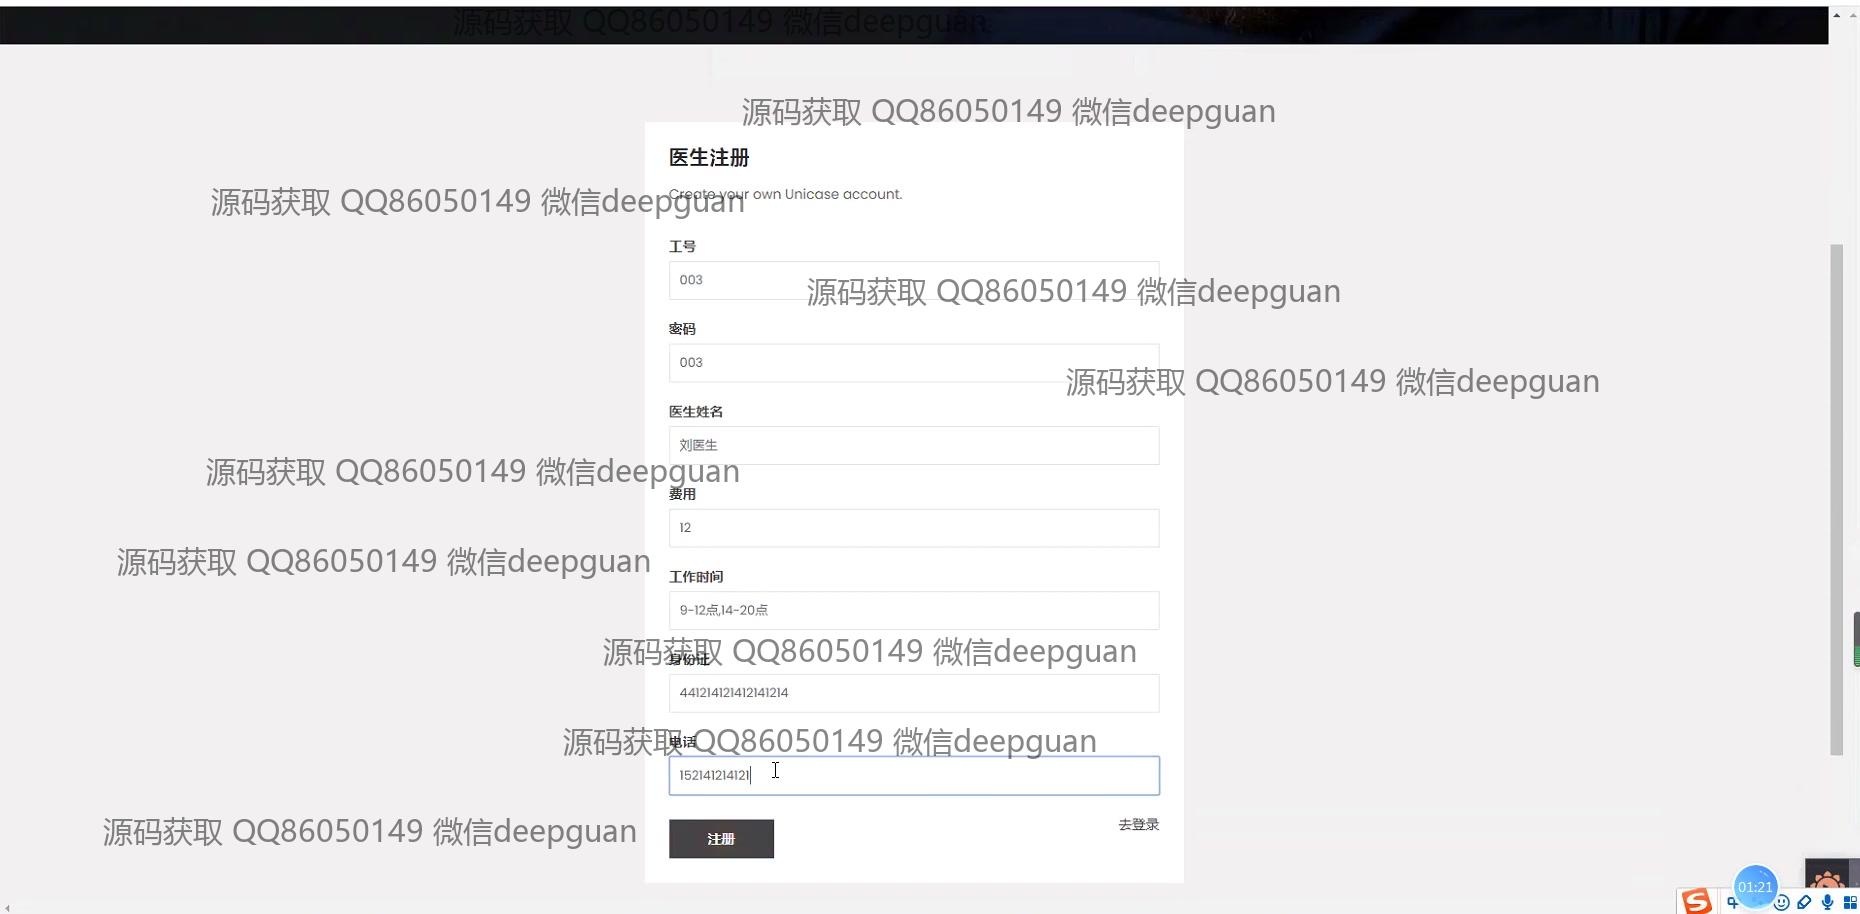 源码获取 QQ86050149 微信deepguan
源码获取 QQ86050149 微信deepguan
医生注册
源码获取 QQ86050149 微信deepguan
Create your own Unicase account.
工号
003
源码获取 QQ86050149 微信deepguan
密码
003
源码获取 QQ86050149 微信deepguan
医生姓名
刘医生
源码获取 QQ86050149 微信deepguan
费用
12
源码获取 QQ86050149 微信deepguan
工作时间
9-12点,14-20点
源码获取 QQ86050149 微信deepguan
身份证
441214121412141214
源码获取 QQ86050149 微信deepguan
电话
152141214121
去登录
源码获取 QQ86050149 微信deepguan
注册
01:21